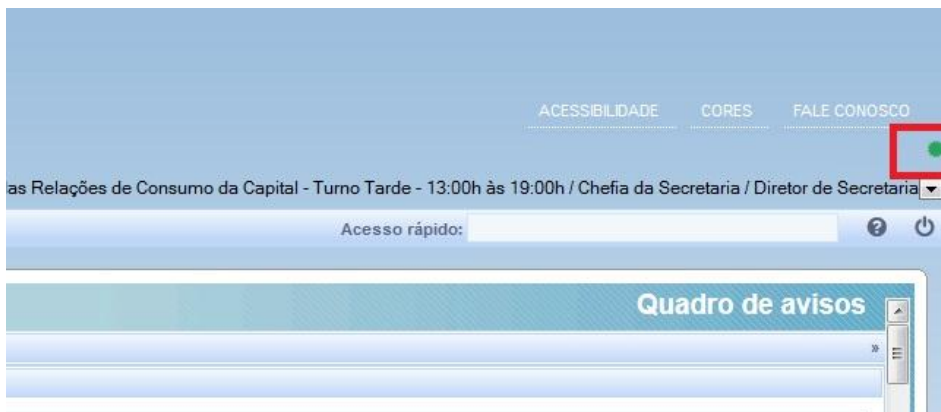 ACESSIBILIDADE CORES FALE CONOSCO
as Relações de Consumo da Capital - Turno Tarde - 13:00h às 19:00h / Chefia da Secretaria / Diretor de Secretaria
Acesso rápido:
Quadro de avisos
»